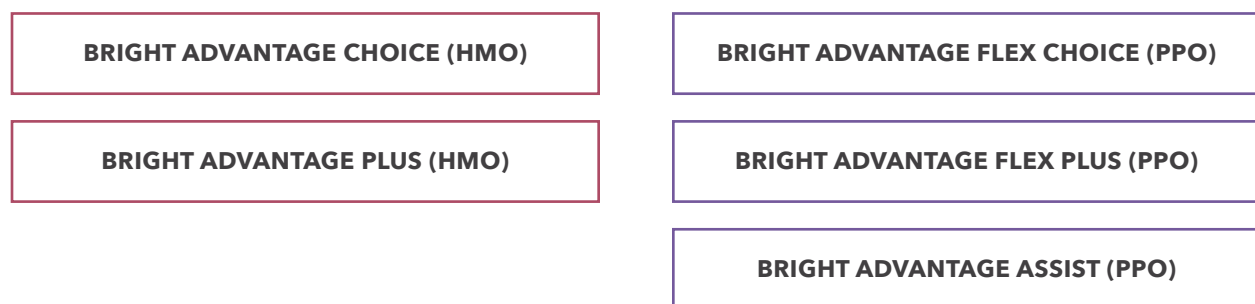 BRIGHT ADVANTAGE CHOICE (HMO)
BRIGHT ADVANTAGE PLUS (HMO)
BRIGHT ADVANTAGE FLEX CHOICE (PPO)
BRIGHT ADVANTAGE FLEX PLUS (PPO)
BRIGHT ADVANTAGE ASSIST (PPO)